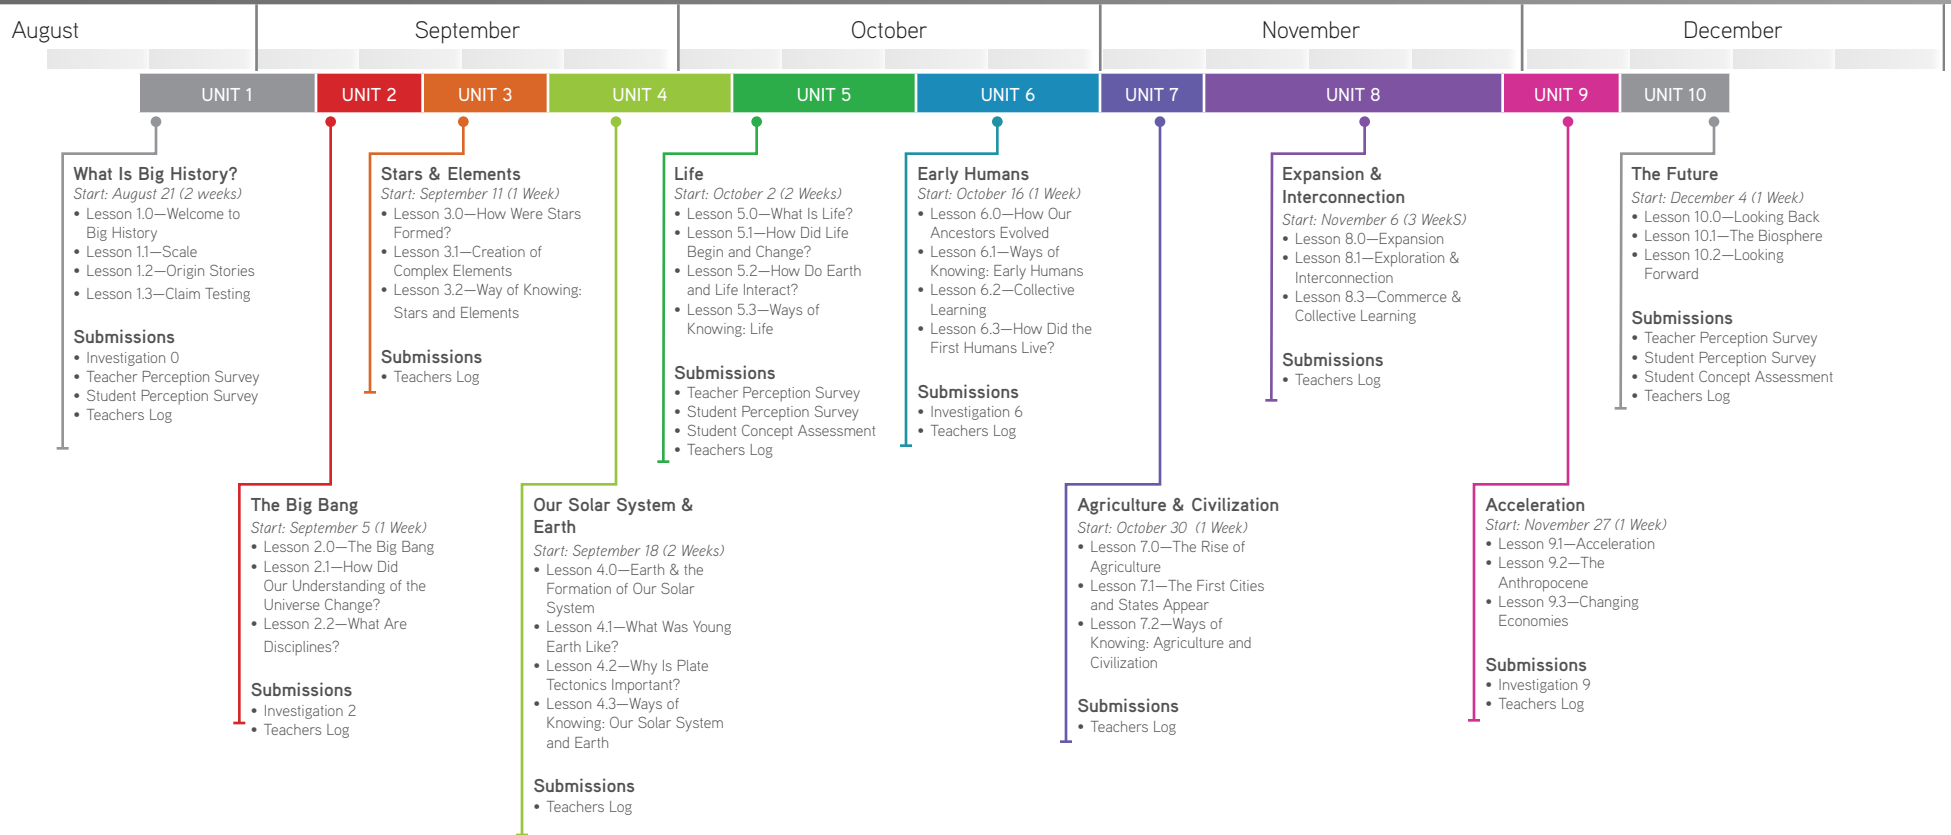 August
September
October
November
December
UNIT 1
UNIT 2
UNIT 3
UNIT 4
UNIT 5
UNIT 6
UNIT 7
UNIT 8
UNIT 9
UNIT 10
What Is Big History?
Start: August 21 (2 weeks)
• Lesson 1.0—Welcome to
Big History
• Lesson 1.1—Scale
• Lesson 1.2—Origin Stories
• Lesson 1.3—Claim Testing
Submissions
• Investigation 0
• Teacher Perception Survey
• Student Perception Survey
• Teachers Log
The Big Bang
Start: September 5 (1 Week)
• Lesson 2.0—The Big Bang
• Lesson 2.1—How Did
Our Understanding of the
Universe Change?
• Lesson 2.2—What Are
Disciplines?
Submissions
• Investigation 2
• Teachers Log
Stars & Elements
Start: September 11 (1 Week)
• Lesson 3.0—How Were Stars
Formed?
• Lesson 3.1—Creation of
Complex Elements
• Lesson 3.2—Way of Knowing:
Stars and Elements
Submissions
• Teachers Log
Our Solar System &
Earth
Start: September 18 (2 Weeks)
• Lesson 4.0—Earth & the
Formation of Our Solar
System
• Lesson 4.1—What Was Young
Earth Like?
• Lesson 4.2—Why Is Plate
Tectonics Important?
• Lesson 4.3—Ways of
Knowing: Our Solar System
and Earth
Submissions
• Teachers Log
Life
Start: October 2 (2 Weeks)
• Lesson 5.0—What Is Life?
• Lesson 5.1—How Did Life
Begin and Change?
• Lesson 5.2—How Do Earth
and Life Interact?
• Lesson 5.3—Ways of
Knowing: Life
Submissions
• Teacher Perception Survey
• Student Perception Survey
• Student Concept Assessment
• Teachers Log
Early Humans
Start: October 16 (1 Week)
• Lesson 6.0—How Our
Ancestors Evolved
• Lesson 6.1—Ways of
Knowing: Early Humans
• Lesson 6.2—Collective
Learning
• Lesson 6.3—How Did the
First Humans Live?
Submissions
• Investigation 6
• Teachers Log
Agriculture & Civilization
Start: October 30 (1 Week)
• Lesson 7.0—The Rise of
Agriculture
• Lesson 7.1—The First Cities
and States Appear
• Lesson 7.2—Ways of
Knowing: Agriculture and
Civilization
Submissions
• Teachers Log
Expansion &
Interconnection
Start: November 6 (3 WeekS)
• Lesson 8.0—Expansion
• Lesson 8.1—Exploration &
Interconnection
• Lesson 8.3—Commerce &
Collective Learning
Submissions
• Teachers Log
Acceleration
Start: November 27 (1 Week)
• Lesson 9.1—Acceleration
• Lesson 9.2—The
Anthropocene
• Lesson 9.3—Changing
Economies
Submissions
• Investigation 9
• Teachers Log
The Future
Start: December 4 (1 Week)
• Lesson 10.0—Looking Back
• Lesson 10.1—The Biosphere
• Lesson 10.2—Looking
Forward
Submissions
• Teacher Perception Survey
• Student Perception Survey
• Student Concept Assessment
• Teachers Log